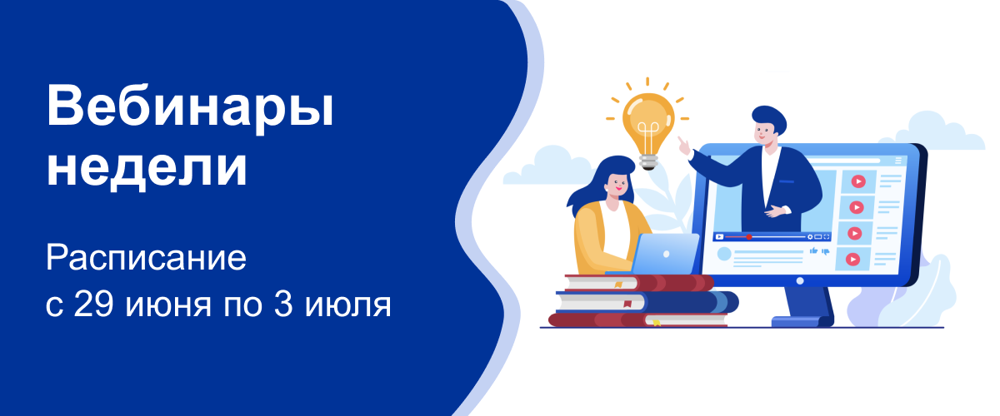 Вебинары
недели
Расписание
с 29 июня по 3 июля